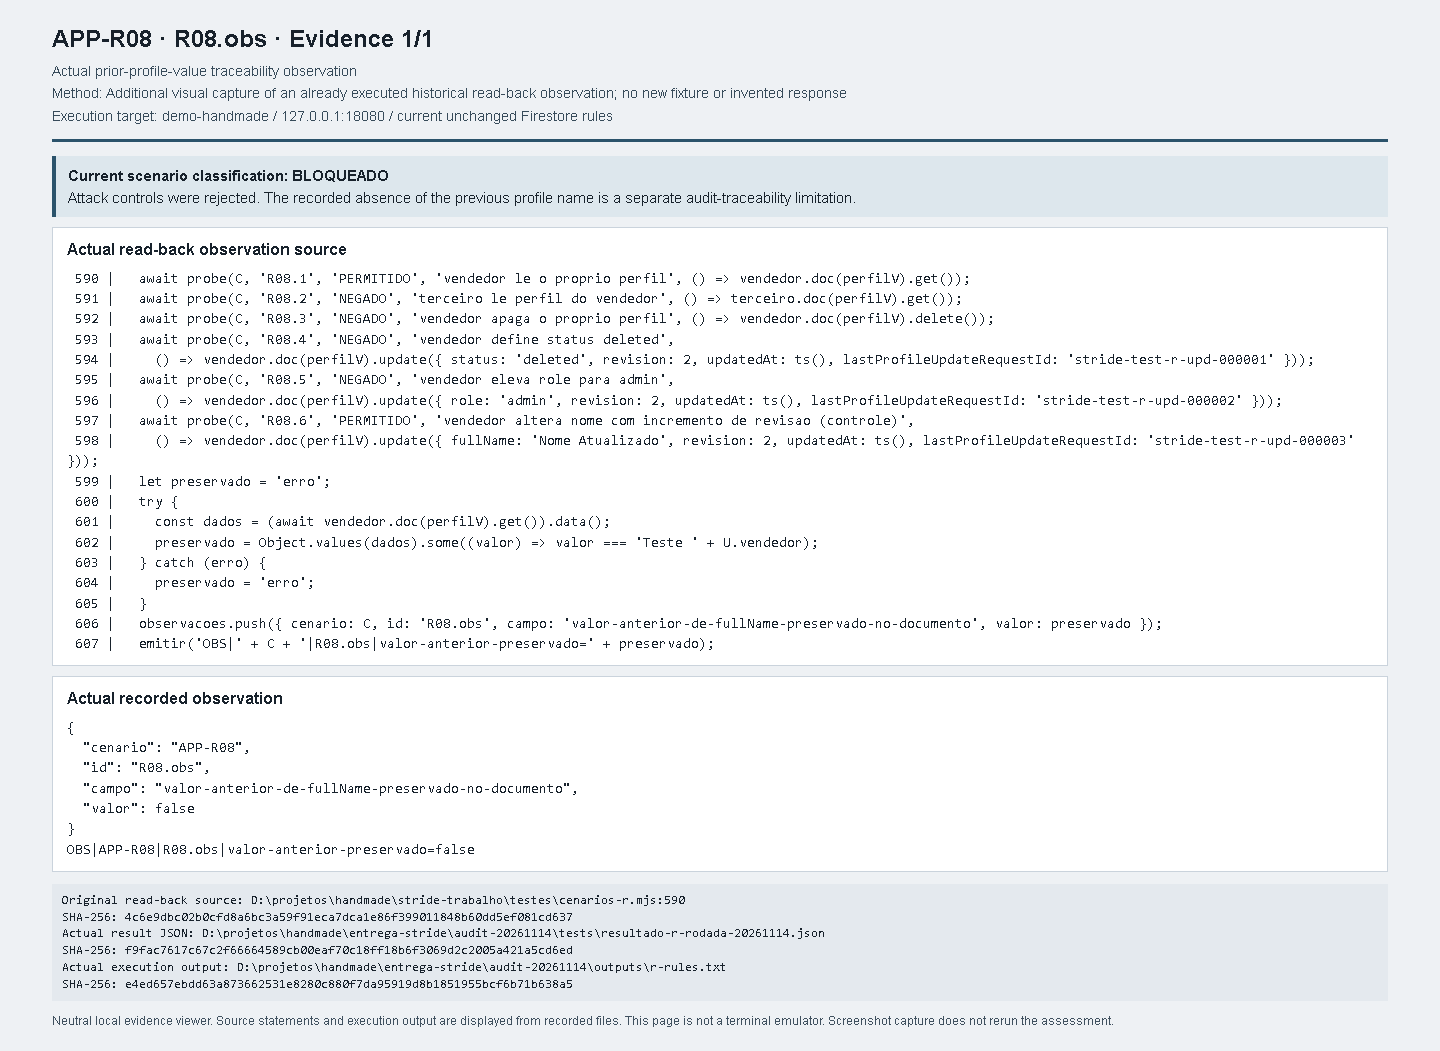 APP-R08 · R08.obs · Evidence 1/1
Actual prior-profile-value traceability observation
Method: Additional visual capture of an already executed historical read-back observation; no new fixture or invented response
Execution target: demo-handmade / 127.0.0.1:18080 / current unchanged Firestore rules
Current scenario classification: BLOQUEADO
Attack controls were rejected. The recorded absence of the previous profile name is a separate audit-traceability limitation.
Actual read-back observation source
590 |   await probe(C, 'R08.1', 'PERMITIDO', 'vendedor le o proprio perfil', () => vendedor.doc(perfilV).get());
591 |   await probe(C, 'R08.2', 'NEGADO', 'terceiro le perfil do vendedor', () => terceiro.doc(perfilV).get());
592 |   await probe(C, 'R08.3', 'NEGADO', 'vendedor apaga o proprio perfil', () => vendedor.doc(perfilV).delete());
593 |   await probe(C, 'R08.4', 'NEGADO', 'vendedor define status deleted',
594 |     () => vendedor.doc(perfilV).update({ status: 'deleted', revision: 2, updatedAt: ts(), lastProfileUpdateRequestId: 'stride-test-r-upd-000001' }));
595 |   await probe(C, 'R08.5', 'NEGADO', 'vendedor eleva role para admin',
596 |     () => vendedor.doc(perfilV).update({ role: 'admin', revision: 2, updatedAt: ts(), lastProfileUpdateRequestId: 'stride-test-r-upd-000002' }));
597 |   await probe(C, 'R08.6', 'PERMITIDO', 'vendedor altera nome com incremento de revisao (controle)',
598 |     () => vendedor.doc(perfilV).update({ fullName: 'Nome Atualizado', revision: 2, updatedAt: ts(), lastProfileUpdateRequestId: 'stride-test-r-upd-000003'
}));
599 |   let preservado = 'erro';
600 |   try {
601 |     const dados = (await vendedor.doc(perfilV).get()).data();
602 |     preservado = Object.values(dados).some((valor) => valor === 'Teste ' + U.vendedor);
603 |   } catch (erro) {
604 |     preservado = 'erro';
605 |   }
606 |   observacoes.push({ cenario: C, id: 'R08.obs', campo: 'valor-anterior-de-fullName-preservado-no-documento', valor: preservado });
607 |   emitir('OBS|' + C + '|R08.obs|valor-anterior-preservado=' + preservado);
Actual recorded observation
{
  "cenario": "APP-R08",
  "id": "R08.obs",
  "campo": "valor-anterior-de-fullName-preservado-no-documento",
  "valor": false
}
OBS|APP-R08|R08.obs|valor-anterior-preservado=false
Original read-back source: D:\projetos\handmade\stride-trabalho\testes\cenarios-r.mjs:590
SHA-256: 4c6e9dbc02b0cfd8a6bc3a59f91eca7dca1e86f399011848b60dd5ef081cd637
Actual result JSON: D:\projetos\handmade\entrega-stride\audit-20261114\tests\resultado-r-rodada-20261114.json
SHA-256: f9fac7617c67c2f66664589cb00eaf70c18ff18b6f3069d2c2005a421a5cd6ed
Actual execution output: D:\projetos\handmade\entrega-stride\audit-20261114\outputs\r-rules.txt
SHA-256: e4ed657ebdd63a873662531e8280c880f7da95919d8b1851955bcf6b71b638a5
Neutral local evidence viewer. Source statements and execution output are displayed from recorded files. This page is not a terminal emulator. Screenshot capture does not rerun the assessment.